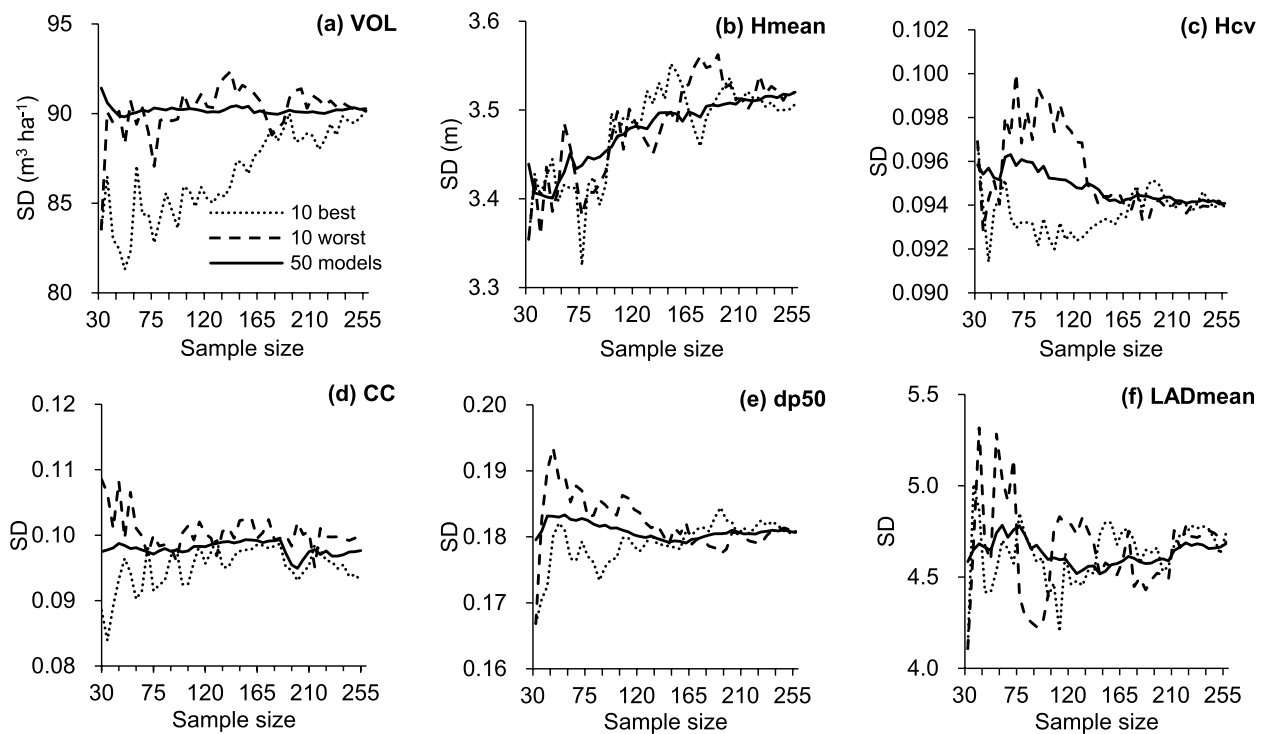 (a) VOL
95
90
85
80
SD (m³ ha⁻¹)
10 best
10 worst
50 models
30 75 120 165 210 255
Sample size
(b) Hmean
3.6
3.5
3.4
3.3
SD (m)
30 75 120 165 210 255
Sample size
(c) Hcv
0.102
0.100
0.098
0.096
0.094
0.092
0.090
SD
30 75 120 165 210 255
Sample size
(d) CC
0.12
0.11
0.10
0.09
0.08
SD
30 75 120 165 210 255
Sample size
(e) dp50
0.20
0.19
0.18
0.17
0.16
SD
30 75 120 165 210 255
Sample size
(f) LADmean
5.5
5.0
4.5
4.0
SD
30 75 120 165 210 255
Sample size